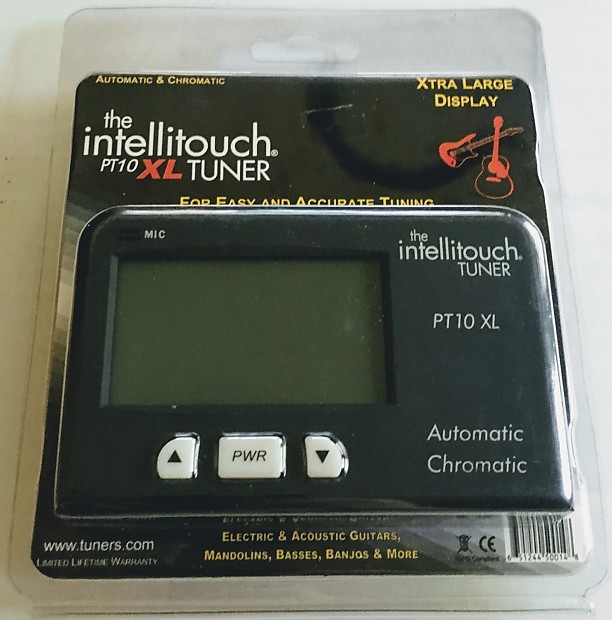 AUTOMATIC & CHROMATIC
XTRA LARGE
DISPLAY
the
intellitouch®
PT10 XL TUNER
FOR EASY AND ACCURATE TUNING
MIC
the
intellitouch®
TUNER
PT10 XL
PWR
Automatic
Chromatic
ELECTRIC & ACOUSTIC GUITARS,
MANDOLINS, BASSES, BANJOS & MORE
www.tuners.com
LIMITED LIFETIME WARRANTY
CE
RoHS Compliant